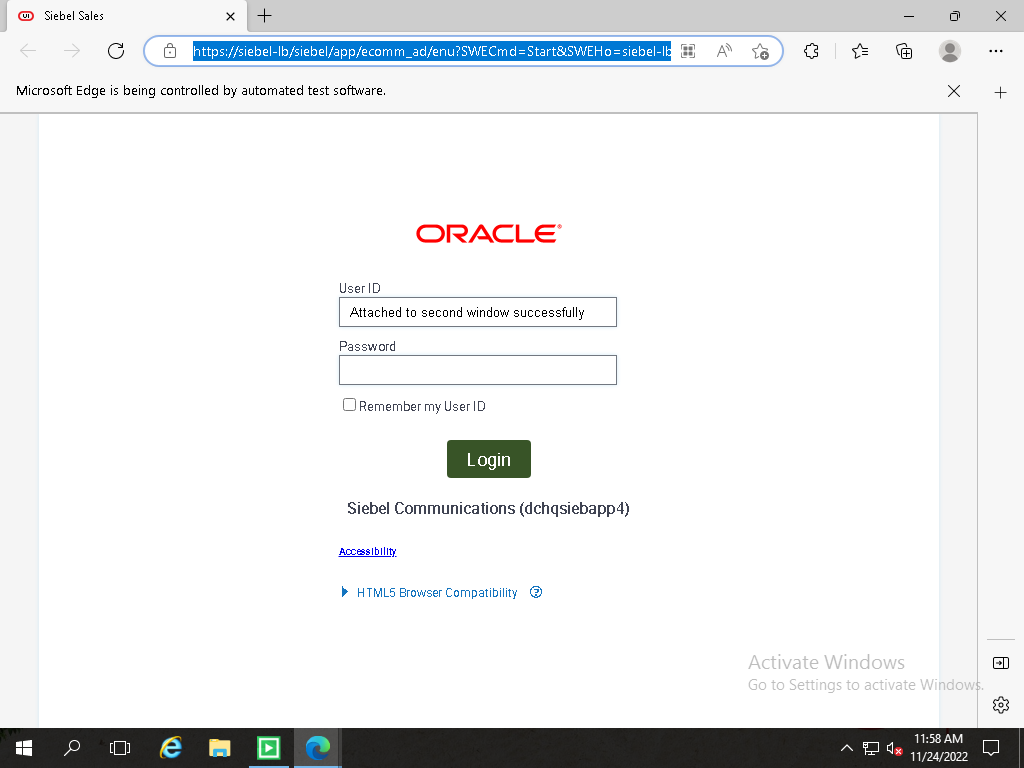 Siebel Sales
https://siebel-lb/siebel/app/ecomm_ad/enu?SWECmd=Start&SWEHo=siebel-lb
Microsoft Edge is being controlled by automated test software.
ORACLE®
User ID
Attached to second window successfully
Password
Remember my User ID
Login
Siebel Communications (dchqsiebapp4)
Accessibility
HTML5 Browser Compatibility
Activate Windows
Go to Settings to activate Windows.
11:58 AM
11/24/2022